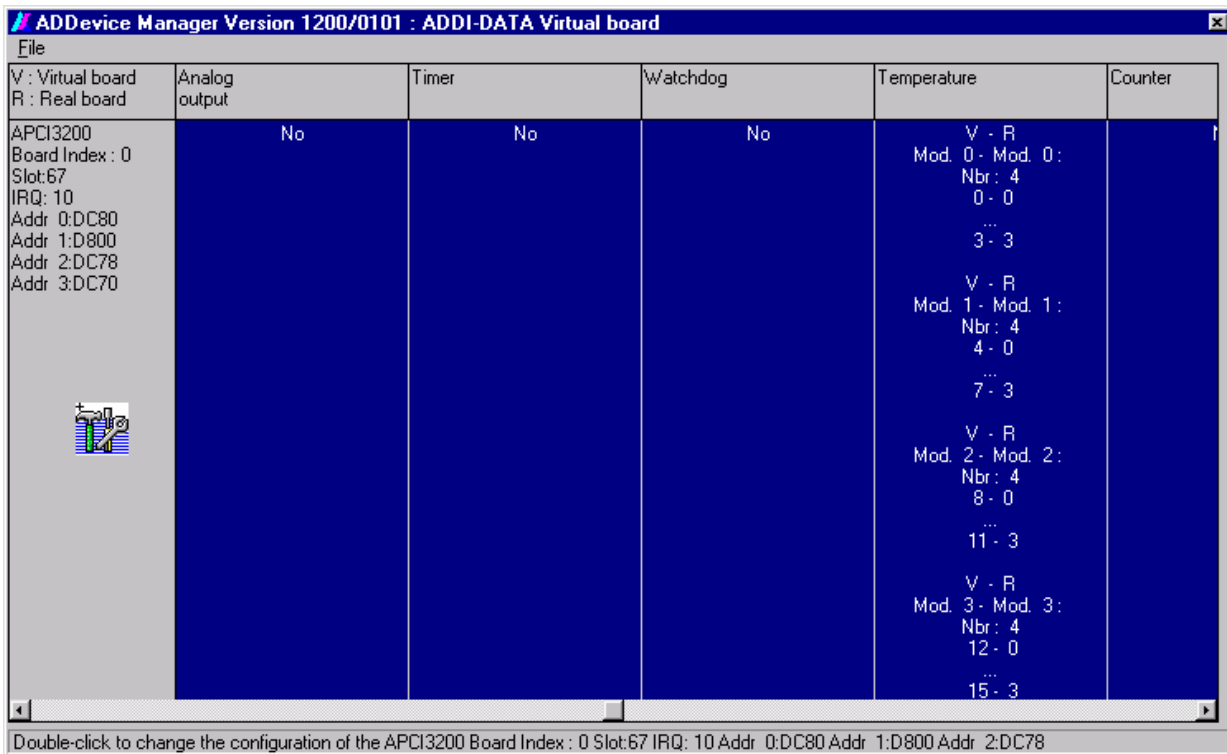 ADDevice Manager Version 1200/0101 : ADDI-DATA Virtual board
File
V : Virtual board
R : Real board
Analog
output
Timer
Watchdog
Temperature
Counter
APCI3200
Board Index : 0
Slot:67
IRQ: 10
Addr 0:DC80
Addr 1:D800
Addr 2:DC78
Addr 3:DC70
No
No
No
V - R
Mod. 0 - Mod. 0 :
Nbr : 4
0 - 0
...
3 - 3
V - R
Mod. 1 - Mod. 1 :
Nbr : 4
4 - 0
...
7 - 3
V - R
Mod. 2 - Mod. 2 :
Nbr : 4
8 - 0
...
11 - 3
V - R
Mod. 3 - Mod. 3 :
Nbr : 4
12 - 0
...
15 - 3
Double-click to change the configuration of the APCI3200 Board Index : 0 Slot:67 IRQ: 10 Addr 0:DC80 Addr 1:D800 Addr 2:DC78